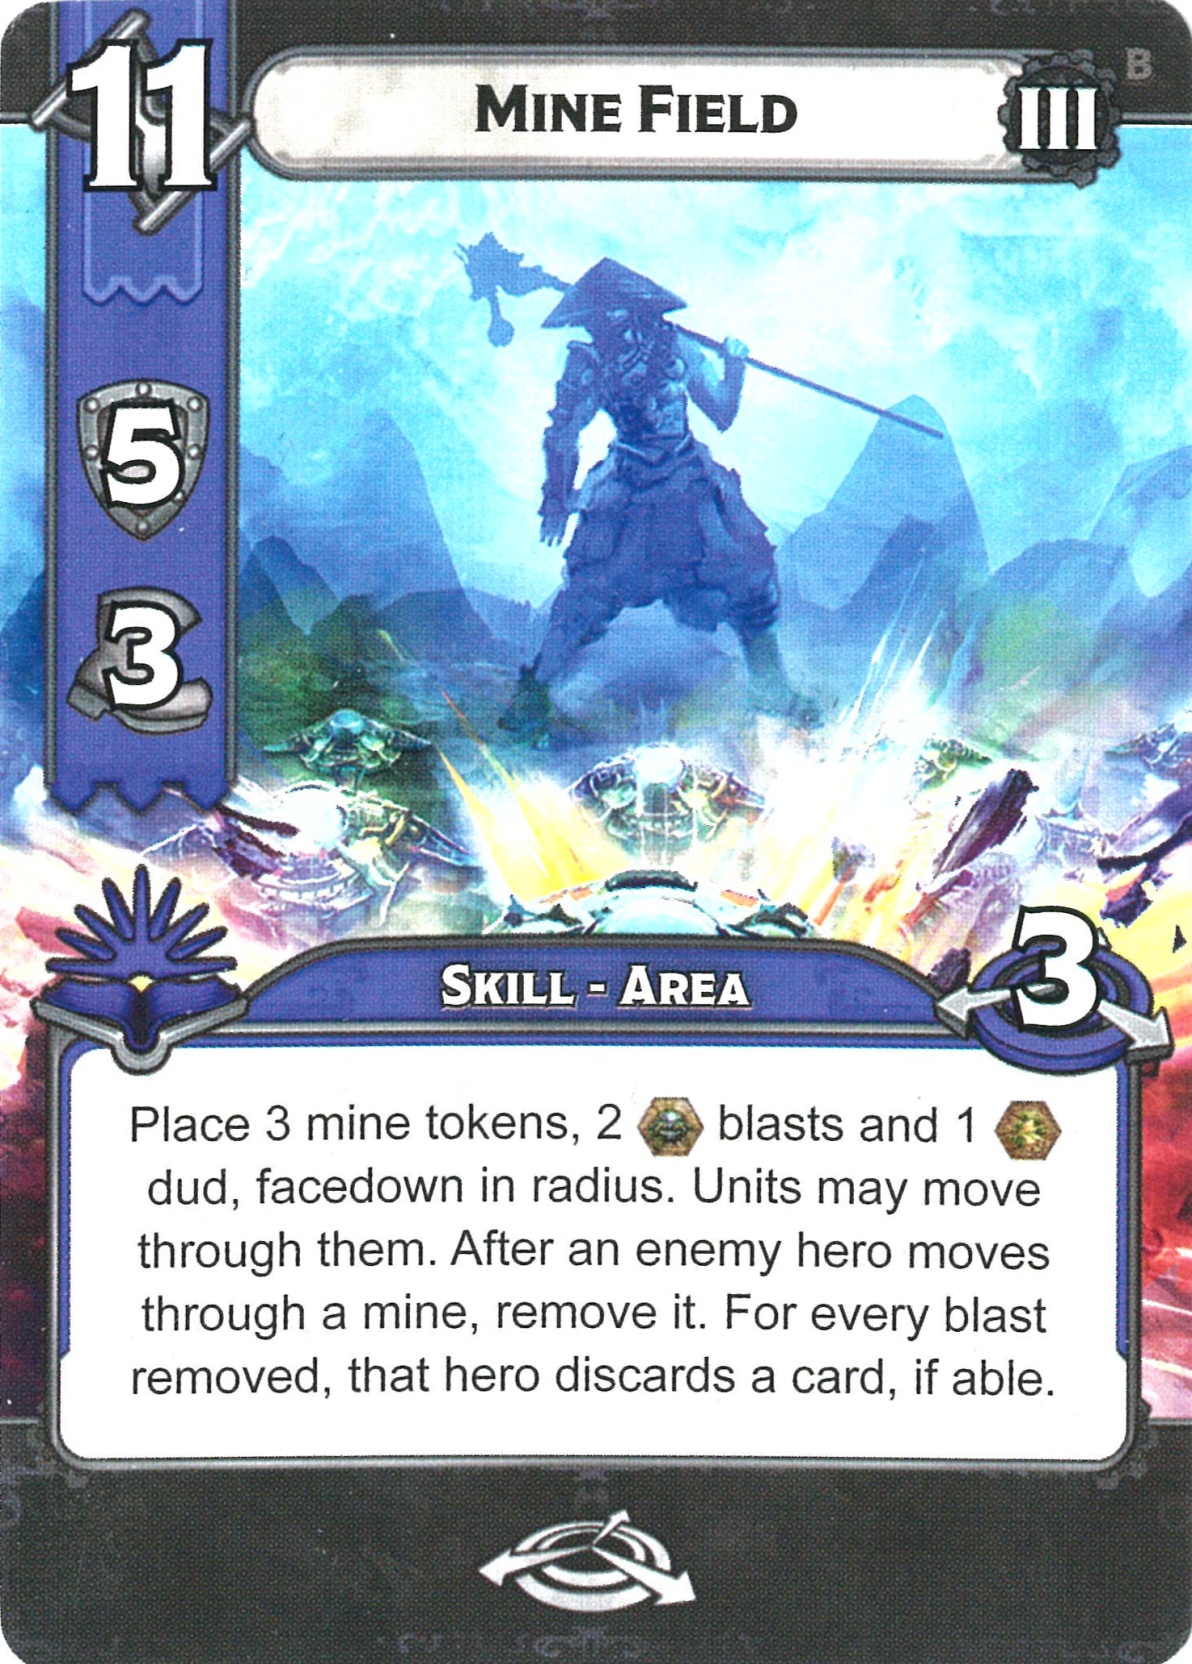 11
MINE FIELD
III
B
5
3
SKILL - AREA
3
Place 3 mine tokens, 2 blasts and 1
dud, facedown in radius. Units may move
through them. After an enemy hero moves
through a mine, remove it. For every blast
removed, that hero discards a card, if able.